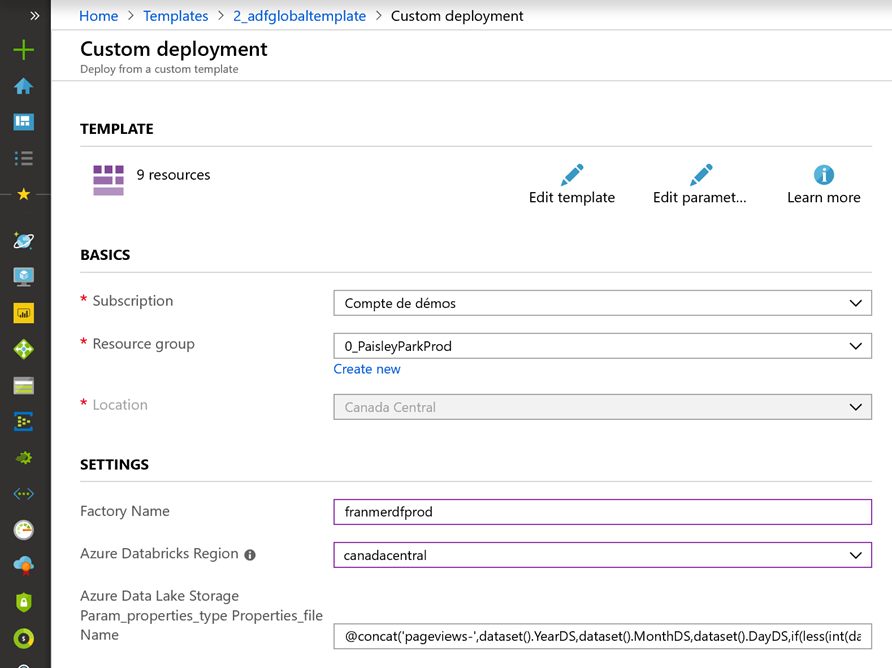 Home > Templates > 2_adfglobaltemplate > Custom deployment
Custom deployment
Deploy from a custom template
TEMPLATE
9 resources
Edit template
Edit paramet...
Learn more
BASICS
* Subscription
Compte de démos
* Resource group
0_PaisleyParkProd
Create new
* Location
Canada Central
SETTINGS
Factory Name
franmerdfprod
Azure Databricks Region
canadacentral
Azure Data Lake Storage
Param_properties_type Properties_file
Name
@concat('pageviews-',dataset().YearDS,dataset().MonthDS,dataset().DayDS,if(less(int(da